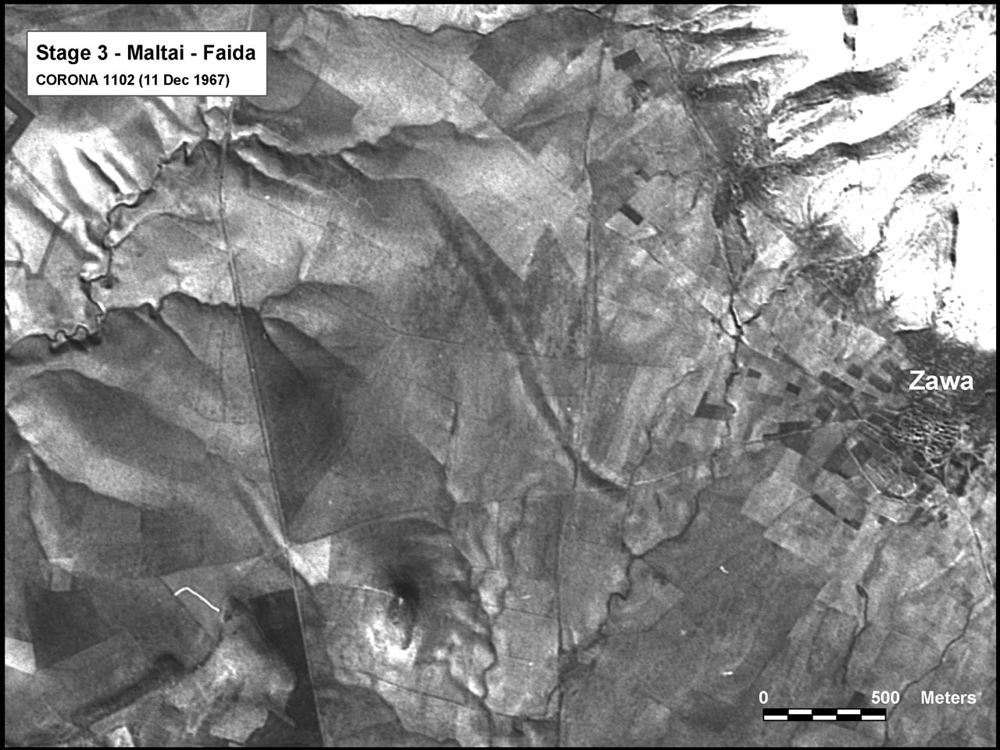 Stage 3 - Maltai - Faida
CORONA 1102 (11 Dec 1967)
Zawa
0 500 Meters